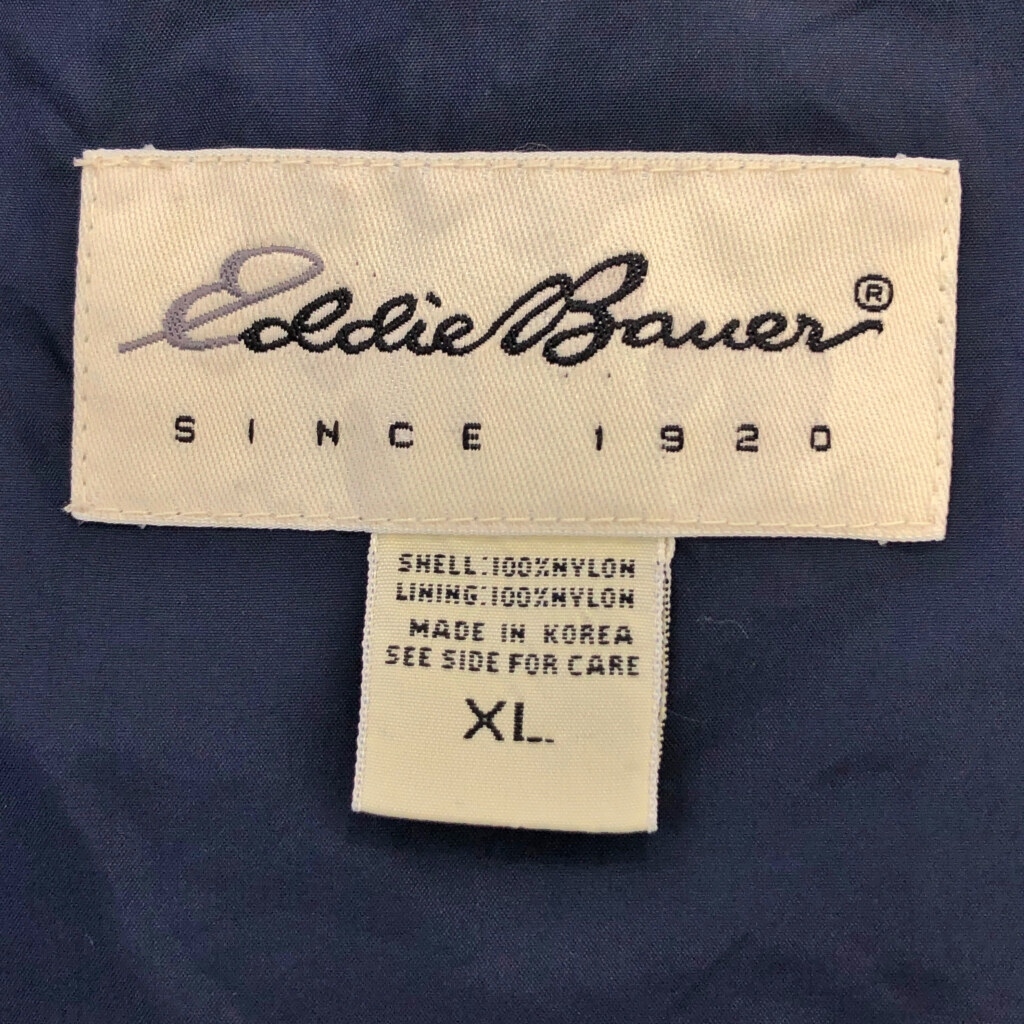 Eddie Bauer®
SINCE 1920
SHELL:100%NYLON
LINING:100%NYLON
MADE IN KOREA
SEE SIDE FOR CARE
XL